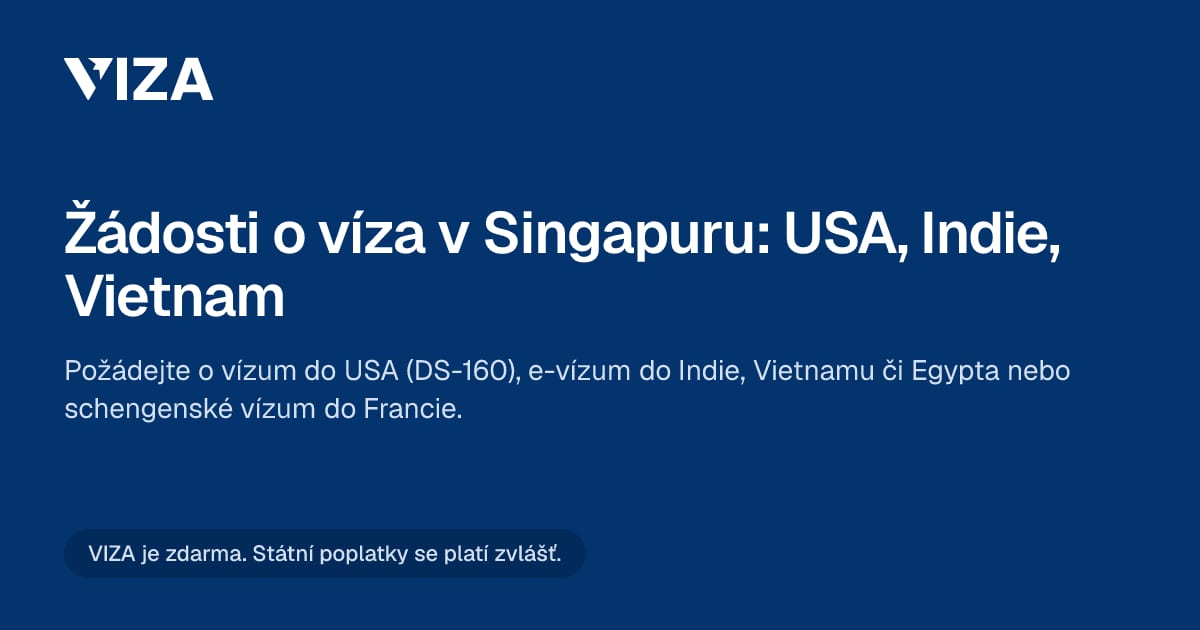 VIZA
Žádosti o víza v Singapuru: USA, Indie,
Vietnam
Požádejte o vízum do USA (DS-160), e-vízum do Indie, Vietnamu či Egypta nebo
schengenské vízum do Francie.
VIZA je zdarma. Státní poplatky se platí zvlášť.